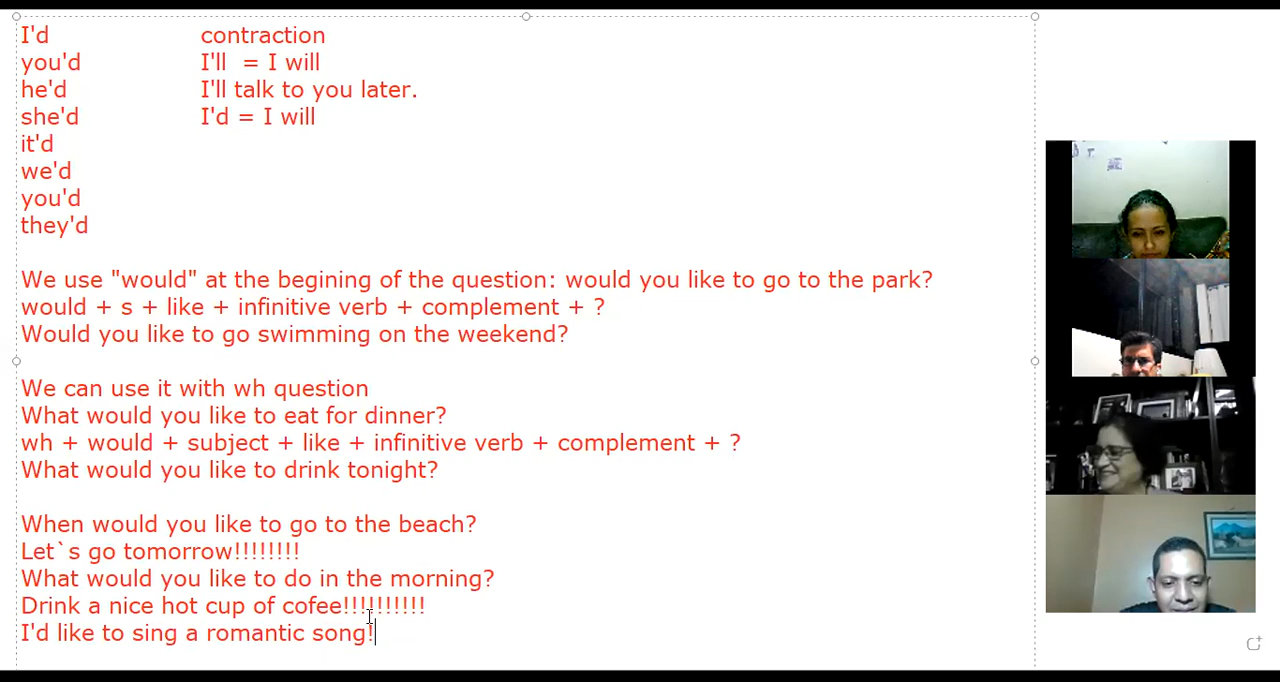 I'd contraction
you'd I'll = I will
he'd I'll talk to you later.
she'd I'd = I will
it'd
we'd
you'd
they'd
We use "would" at the begining of the question: would you like to go to the park?
would + s + like + infinitive verb + complement + ?
Would you like to go swimming on the weekend?
We can use it with wh question
What would you like to eat for dinner?
wh + would + subject + like + infinitive verb + complement + ?
What would you like to drink tonight?
When would you like to go to the beach?
Let`s go tomorrow!!!!!!!!
What would you like to do in the morning?
Drink a nice hot cup of cofee!!!!!!!!!!
I'd like to sing a romantic song!